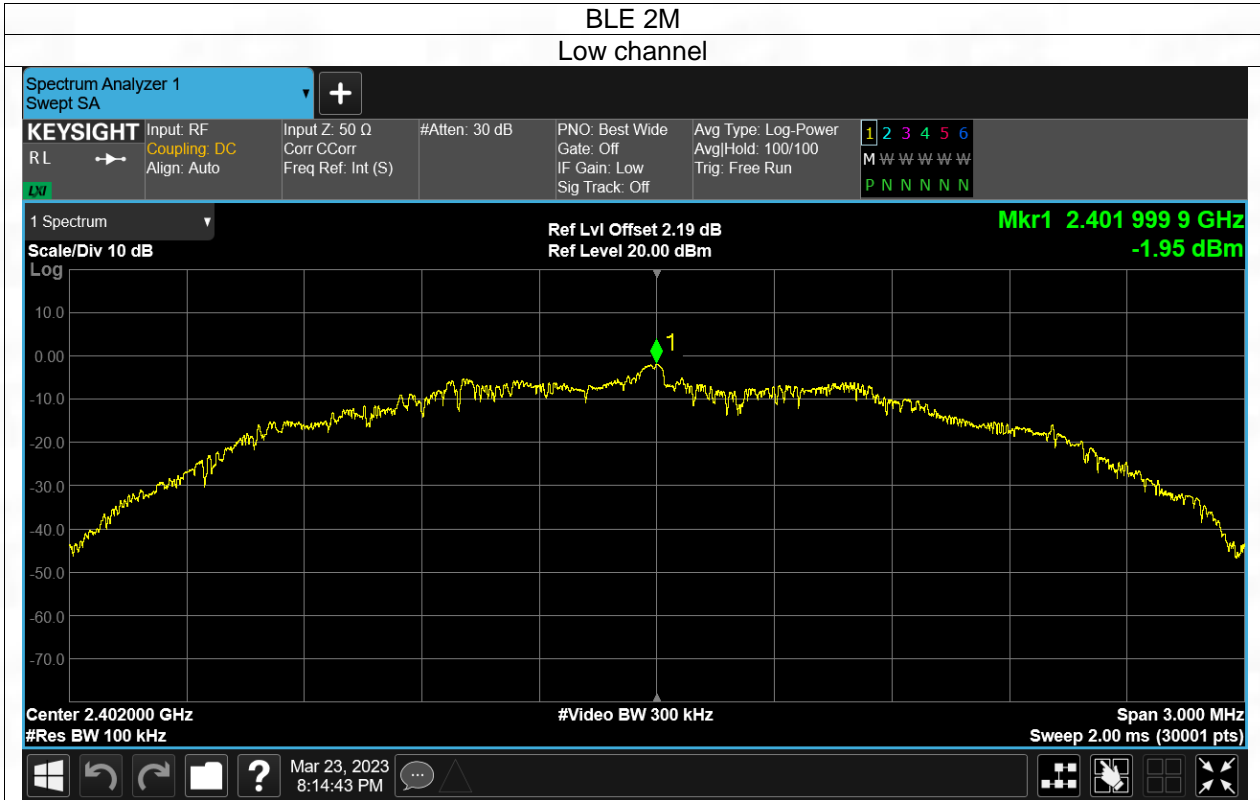 BLE 2M
Low channel
Spectrum Analyzer 1
Swept SA
+
KEYSIGHT
R L
LXI
Input: RF
Coupling: DC
Align: Auto
Input Z: 50 Ω
Corr CCorr
Freq Ref: Int (S)
#Atten: 30 dB
PNO: Best Wide
Gate: Off
IF Gain: Low
Sig Track: Off
Avg Type: Log-Power
Avg|Hold: 100/100
Trig: Free Run
1 2 3 4 5 6
M W W W W W
P N N N N N
1 Spectrum
Scale/Div 10 dB
Ref Lvl Offset 2.19 dB
Ref Level 20.00 dBm
Mkr1 2.401 999 9 GHz
-1.95 dBm
Log
10.0
0.00
-10.0
-20.0
-30.0
-40.0
-50.0
-60.0
-70.0
1
Center 2.402000 GHz
#Res BW 100 kHz
#Video BW 300 kHz
Span 3.000 MHz
Sweep 2.00 ms (30001 pts)
?
Mar 23, 2023
8:14:43 PM